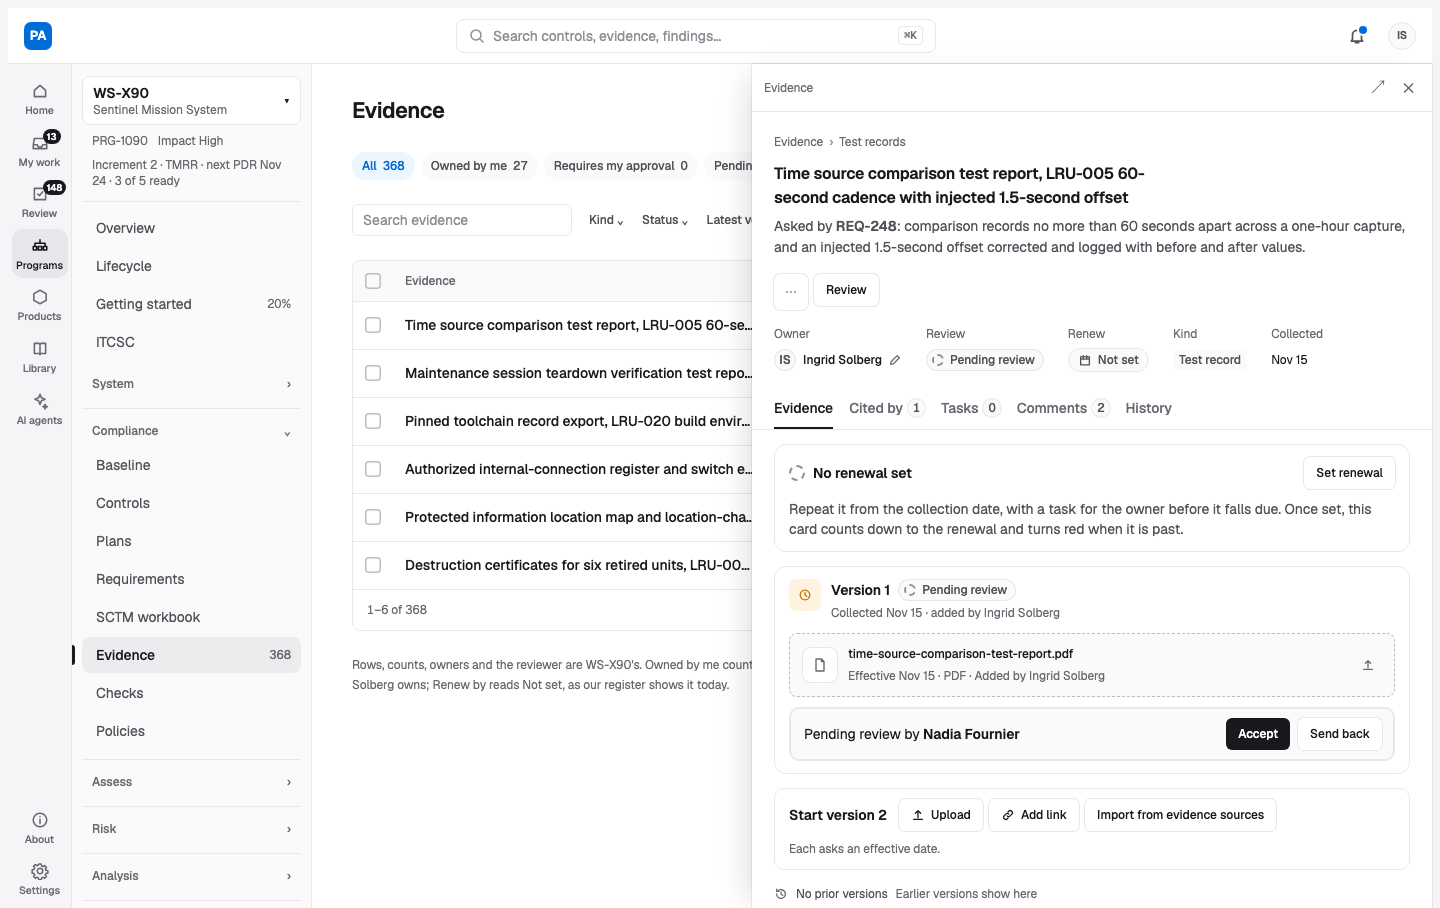 PA
Search controls, evidence, findings...
⌘K
IS
Home
13
My work
148
Review
Programs
Products
Library
AI agents
About
Settings
WS-X90
Sentinel Mission System
PRG-1090 Impact High
Increment 2 · TMRR · next PDR Nov
24 · 3 of 5 ready
Overview
Lifecycle
Getting started 20%
ITCSC
System
Compliance
Baseline
Controls
Plans
Requirements
SCTM workbook
Evidence 368
Checks
Policies
Assess
Risk
Analysis
Evidence
All 368 Owned by me 27 Requires my approval 0 Pendin
Search evidence Kind Status Latest v
Evidence
Time source comparison test report, LRU-005 60-se...
Maintenance session teardown verification test repo...
Pinned toolchain record export, LRU-020 build envir...
Authorized internal-connection register and switch e...
Protected information location map and location-cha...
Destruction certificates for six retired units, LRU-00...
1–6 of 368
Rows, counts, owners and the reviewer are WS-X90's. Owned by me count
Solberg owns; Renew by reads Not set, as our register shows it today.
Evidence
Evidence › Test records
Time source comparison test report, LRU-005 60-
second cadence with injected 1.5-second offset
Asked by REQ-248: comparison records no more than 60 seconds apart across a one-hour capture,
and an injected 1.5-second offset corrected and logged with before and after values.
... Review
Owner Review Renew Kind Collected
IS Ingrid Solberg Pending review Not set Test record Nov 15
Evidence Cited by 1 Tasks 0 Comments 2 History
No renewal set Set renewal
Repeat it from the collection date, with a task for the owner before it falls due. Once set, this
card counts down to the renewal and turns red when it is past.
Version 1 Pending review
Collected Nov 15 · added by Ingrid Solberg
time-source-comparison-test-report.pdf
Effective Nov 15 · PDF · Added by Ingrid Solberg
Pending review by Nadia Fournier Accept Send back
Start version 2 Upload Add link Import from evidence sources
Each asks an effective date.
No prior versions Earlier versions show here